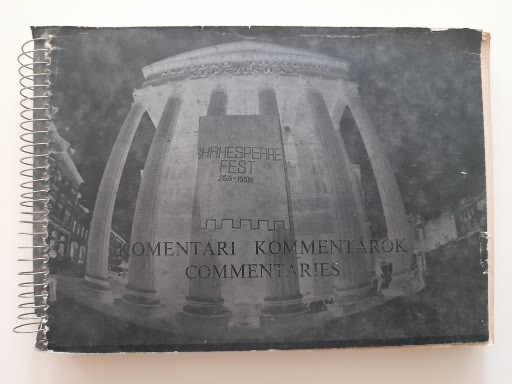 SHAKESPEARE
FEST
KOMENTARI KOMMENTÁROK
COMMENTARIES